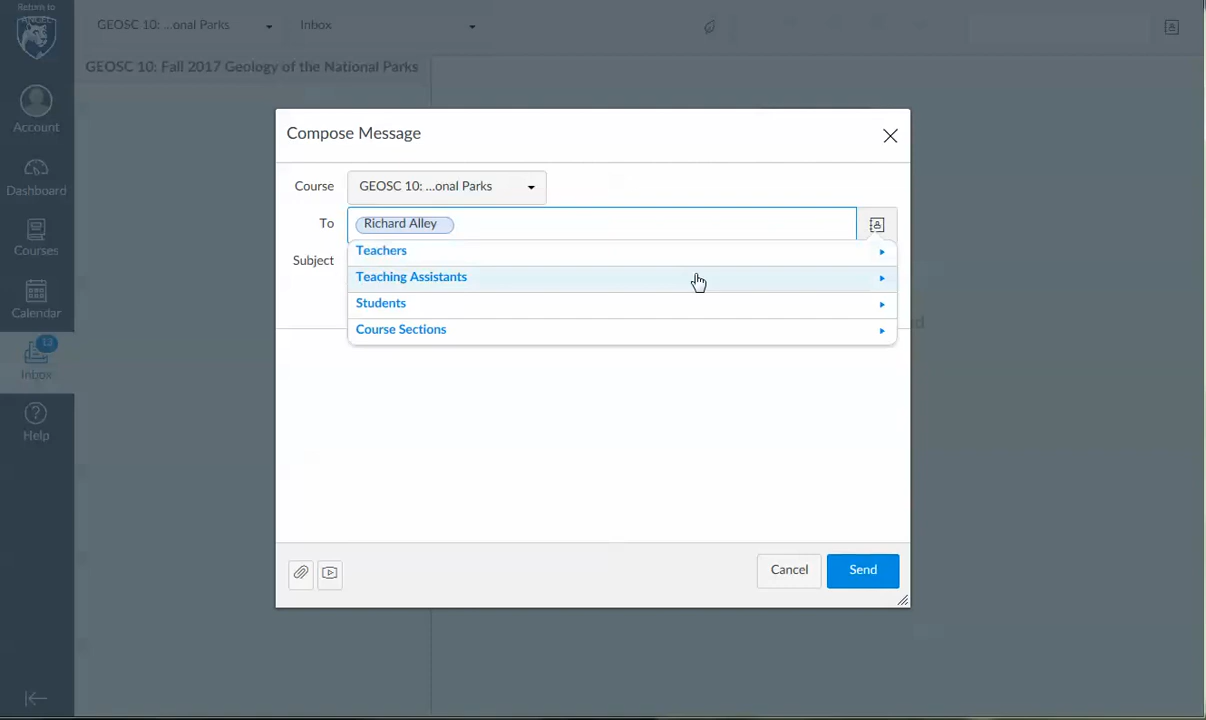 Return to
ANGEL
GEOSC 10: ...onal Parks
Inbox
GEOSC 10: Fall 2017 Geology of the National Parks
Account
Dashboard
Courses
Calendar
12
Inbox
Help
Compose Message
Course
GEOSC 10: ...onal Parks
To
Richard Alley
Teachers
Subject
Teaching Assistants
Students
Course Sections
Cancel
Send